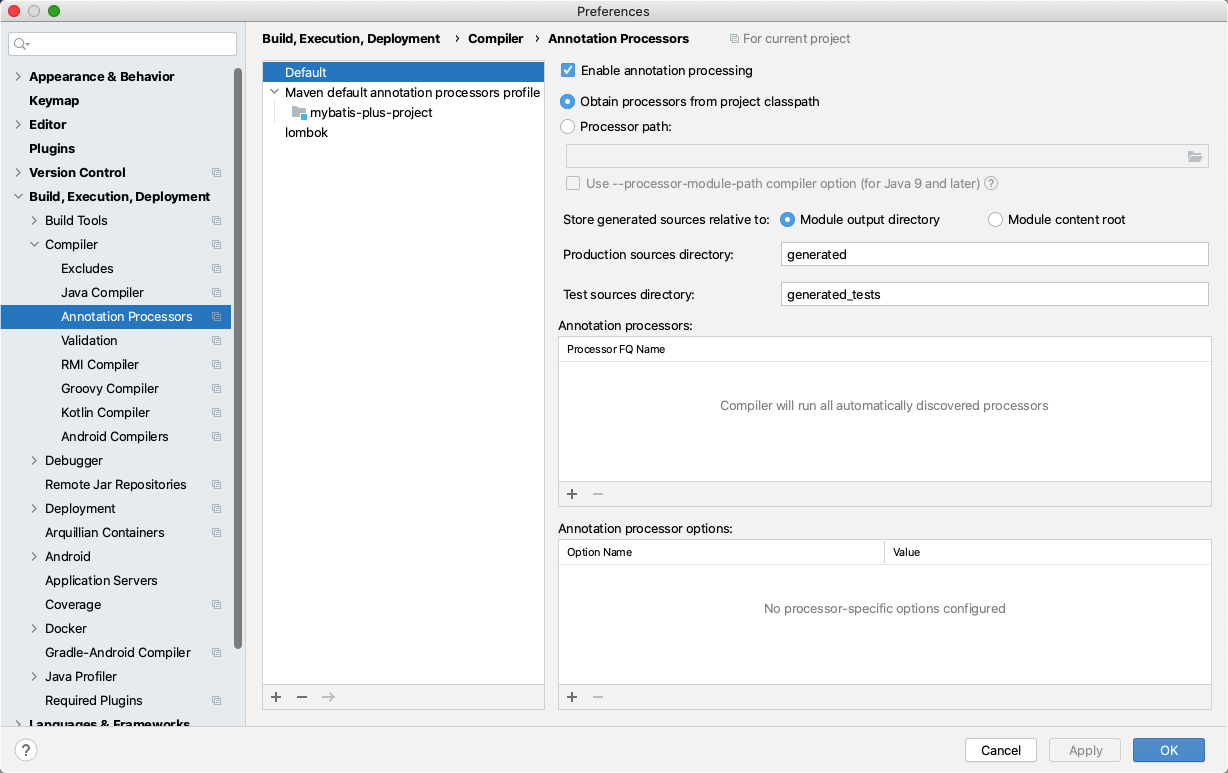 Preferences
Appearance & Behavior
Keymap
Editor
Plugins
Version Control
Build, Execution, Deployment
Build Tools
Compiler
Excludes
Java Compiler
Annotation Processors
Validation
RMI Compiler
Groovy Compiler
Kotlin Compiler
Android Compilers
Debugger
Remote Jar Repositories
Deployment
Arquillian Containers
Android
Application Servers
Coverage
Docker
Gradle-Android Compiler
Java Profiler
Required Plugins
Languages & Frameworks
Build, Execution, Deployment › Compiler › Annotation Processors For current project
Default
Maven default annotation processors profile
mybatis-plus-project
lombok
Enable annotation processing
Obtain processors from project classpath
Processor path:
Use --processor-module-path compiler option (for Java 9 and later) ?
Store generated sources relative to: Module output directory Module content root
Production sources directory: generated
Test sources directory: generated_tests
Annotation processors:
Processor FQ Name
Compiler will run all automatically discovered processors
Annotation processor options:
Option Name Value
No processor-specific options configured
? Cancel Apply OK